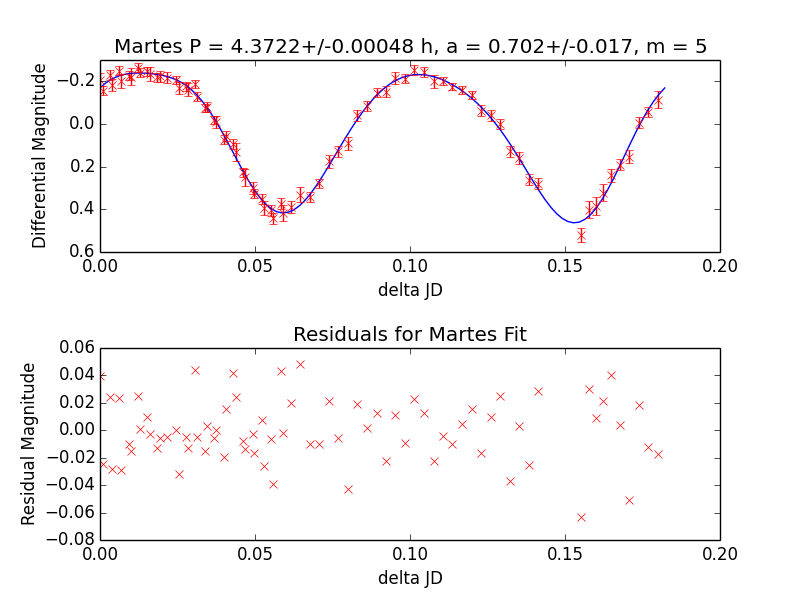 Martes P = 4.3722+/-0.00048 h, a = 0.702+/-0.017, m = 5
−0.2
0.0
0.2
0.4
0.6
Differential Magnitude
0.00 0.05 0.10 0.15 0.20
delta JD
Residuals for Martes Fit
0.06
0.04
0.02
0.00
−0.02
−0.04
−0.06
−0.08
Residual Magnitude
0.00 0.05 0.10 0.15 0.20
delta JD